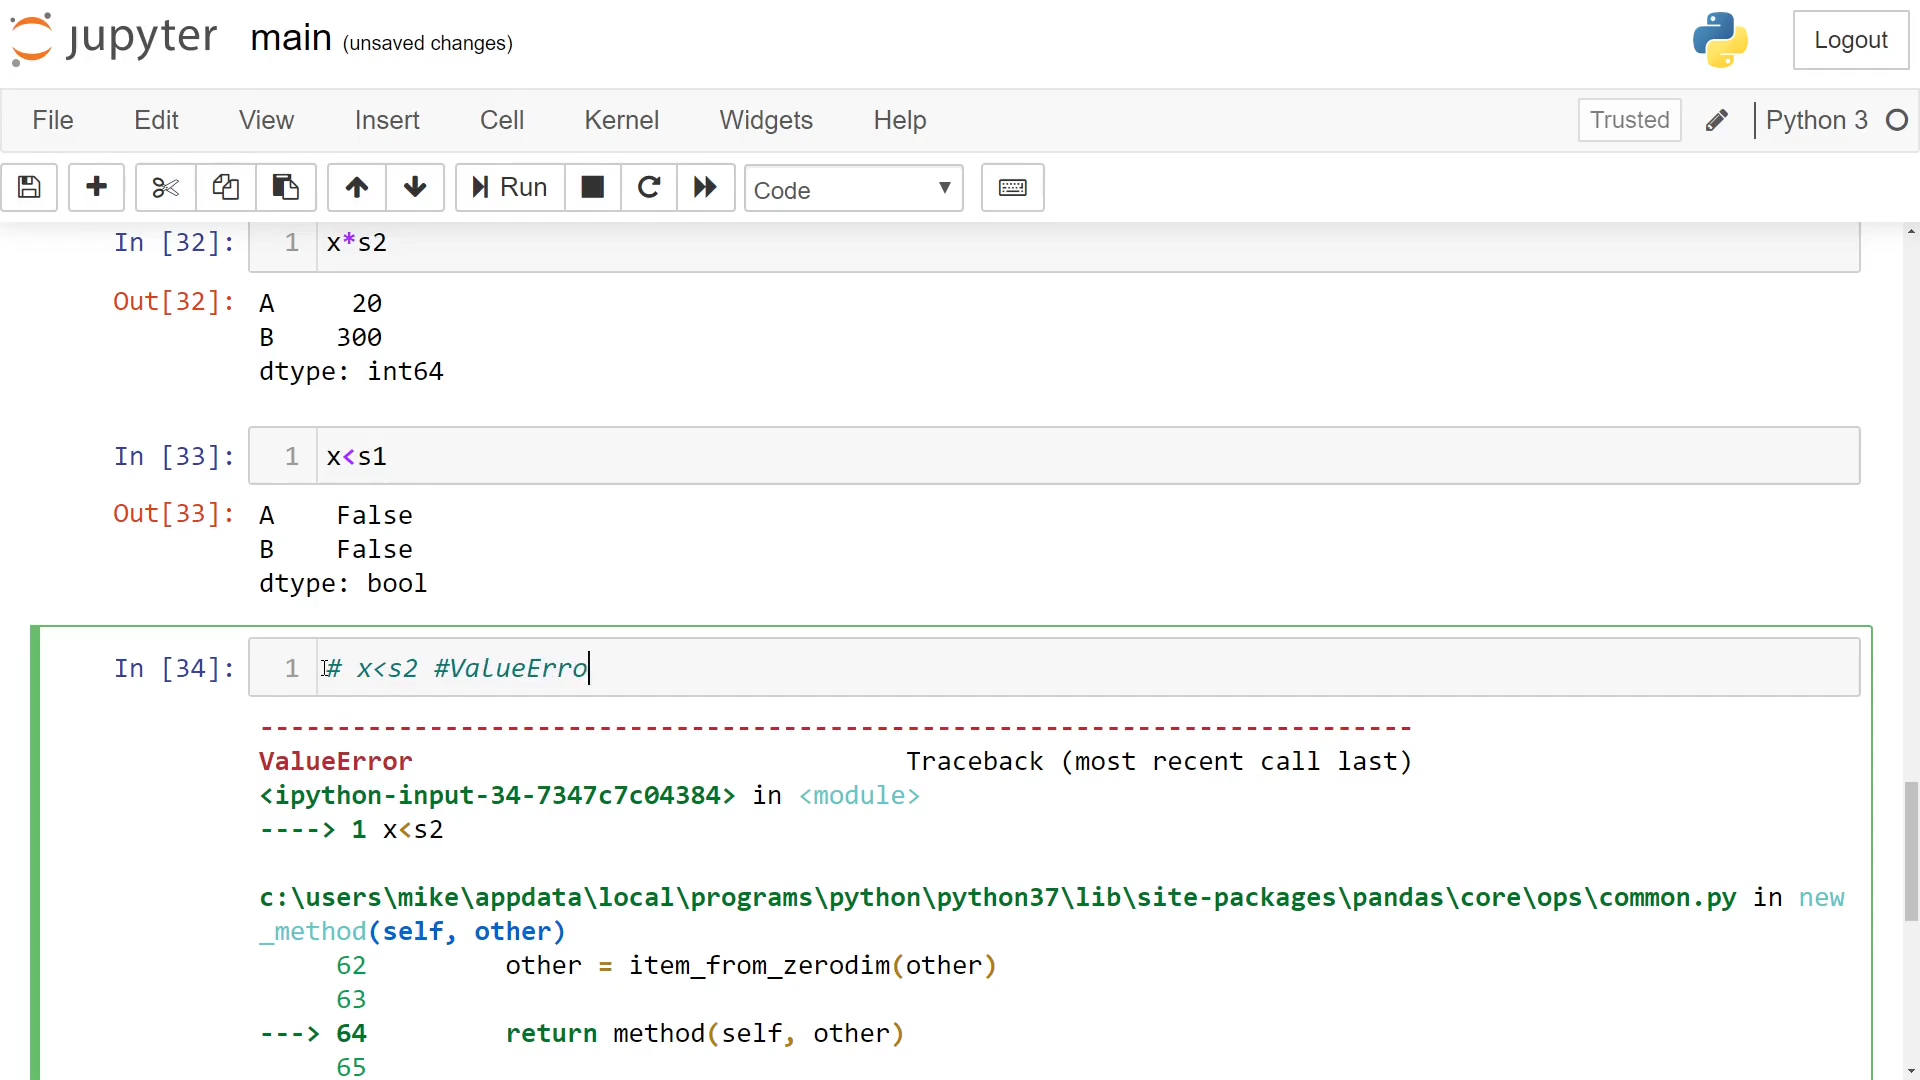 jupyter main (unsaved changes) Logout
File Edit View Insert Cell Kernel Widgets Help Trusted Python 3
Run Code
In [32]: 1 x*s2
Out[32]: A 20
B 300
dtype: int64
In [33]: 1 x<s1
Out[33]: A False
B False
dtype: bool
In [34]: 1 # x<s2 #ValueErro
---------------------------------------------------------------------------
ValueError Traceback (most recent call last)
<ipython-input-34-7347c7c04384> in <module>
----> 1 x<s2
c:\users\mike\appdata\local\programs\python\python37\lib\site-packages\pandas\core\ops\common.py in new
_method(self, other)
62 other = item_from_zerodim(other)
63
---> 64 return method(self, other)
65